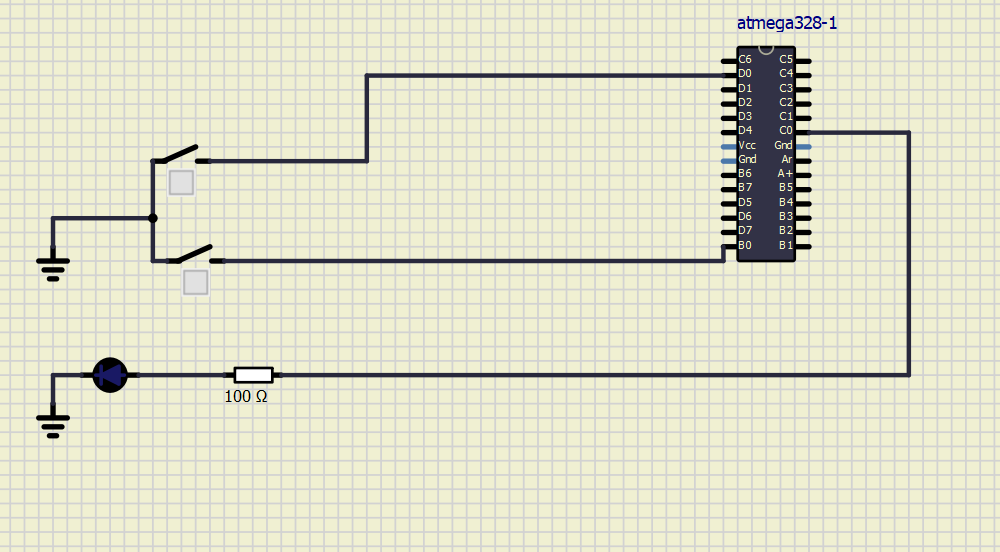 atmega328-1
C6 C5
D0 C4
D1 C3
D2 C2
D3 C1
D4 C0
Vcc Gnd
Gnd Ar
B6 A+
B7 B5
D5 B4
D6 B3
D7 B2
B0 B1
100 Ω